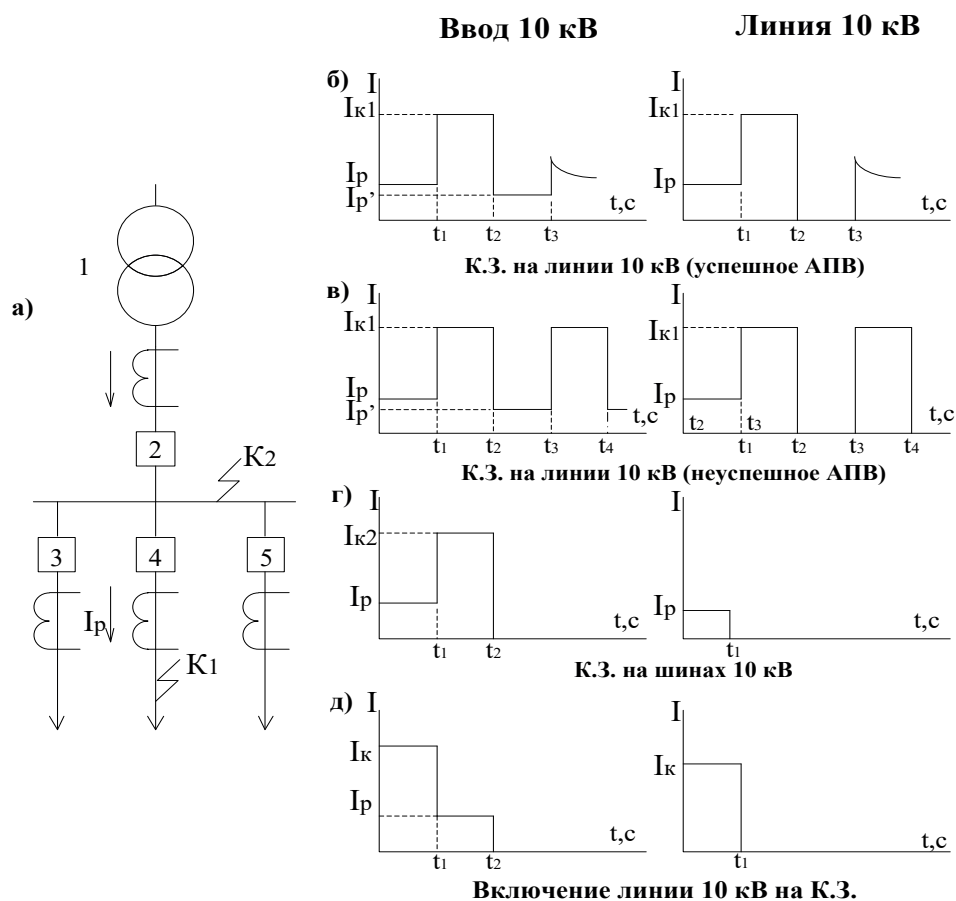 Ввод 10 кВ
Линия 10 кВ
а)
1
2
К2
3
4
5
Iр
К1
б)
I
Iк1
Iр
Iр’
t1
t2
t3
t,с
I
Iк1
Iр
t1
t2
t3
t,с
К.З. на линии 10 кВ (успешное АПВ)
в)
I
Iк1
Iр
Iр’
t1
t2
t3
t4
t,с
I
Iк1
Iр
t2
t3
t1
t2
t3
t4
t,с
К.З. на линии 10 кВ (неуспешное АПВ)
г)
I
Iк2
Iр
t1
t2
t,с
I
Iр
t1
t,с
К.З. на шинах 10 кВ
д)
I
Iк
Iр
t1
t2
t,с
I
Iк
t1
t,с
Включение линии 10 кВ на К.З.